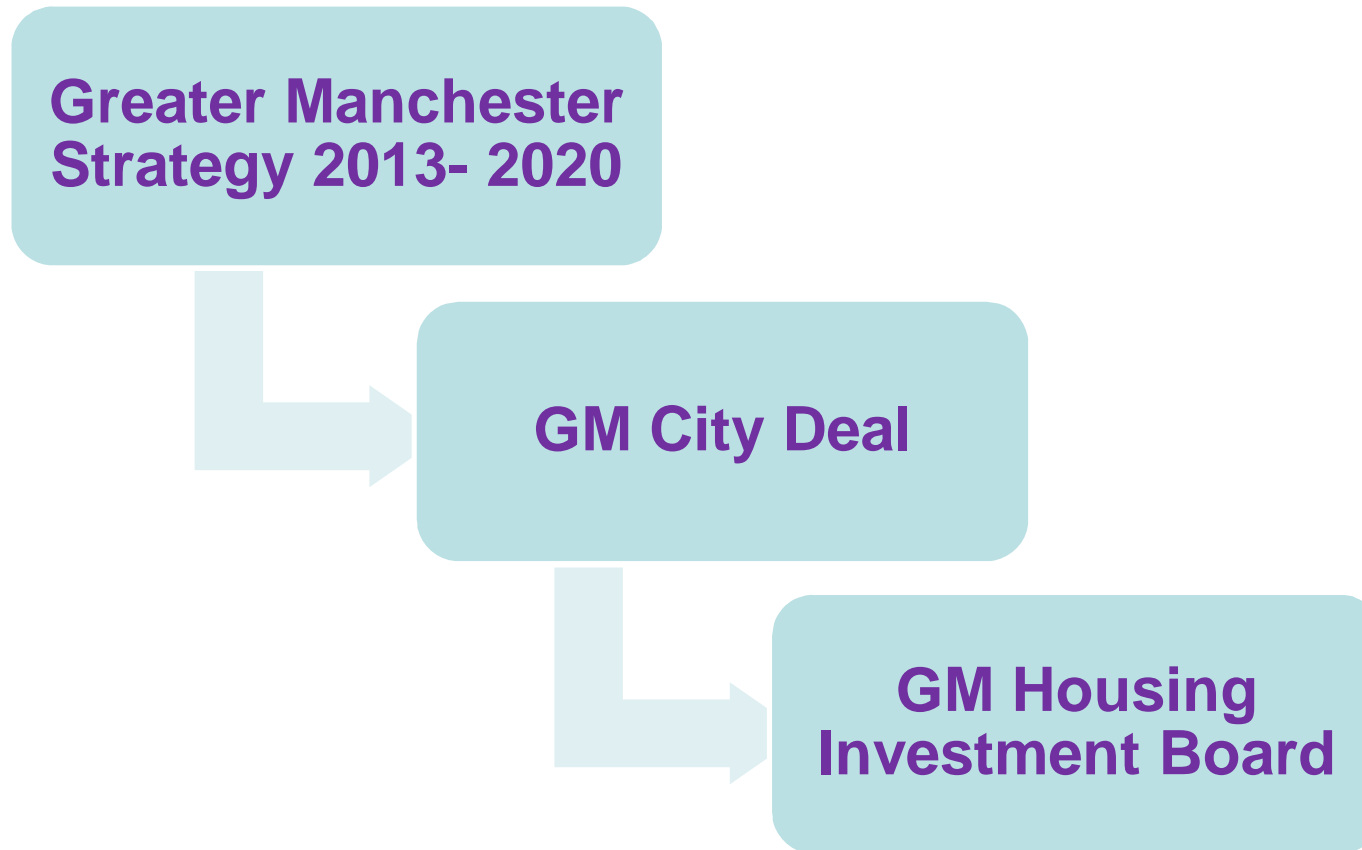 Greater Manchester
Strategy 2013- 2020
GM City Deal
GM Housing
Investment Board